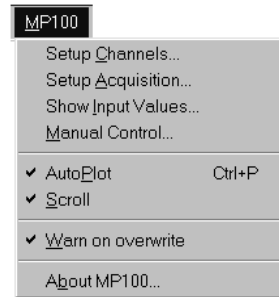 MP100
Setup Channels...
Setup Acquisition...
Show Input Values...
Manual Control...
AutoPlot Ctrl+P
Scroll
Warn on overwrite
About MP100...